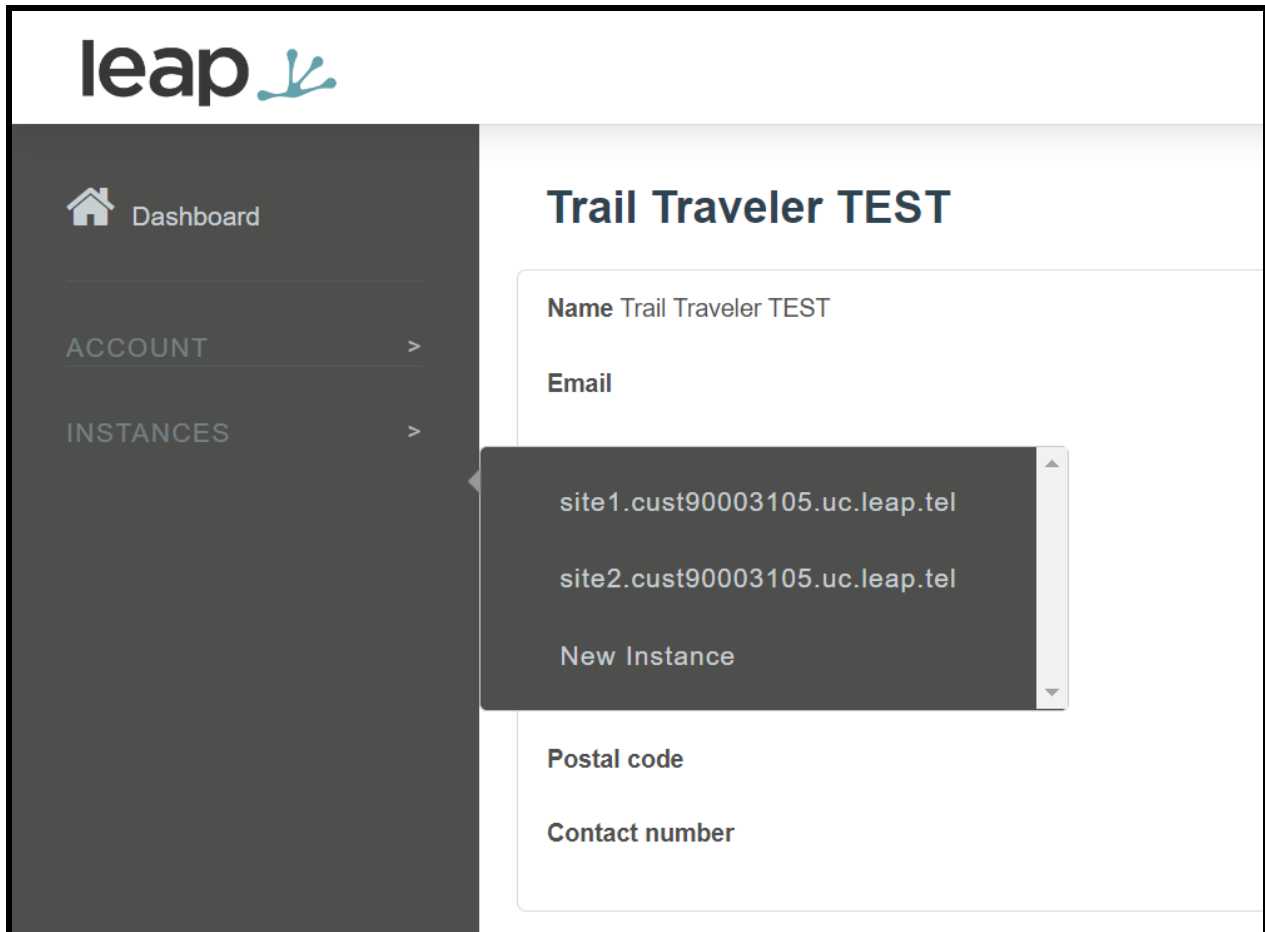 leap
Dashboard
ACCOUNT >
INSTANCES >
Trail Traveler TEST
Name Trail Traveler TEST
Email
site1.cust90003105.uc.leap.tel
site2.cust90003105.uc.leap.tel
New Instance
Postal code
Contact number